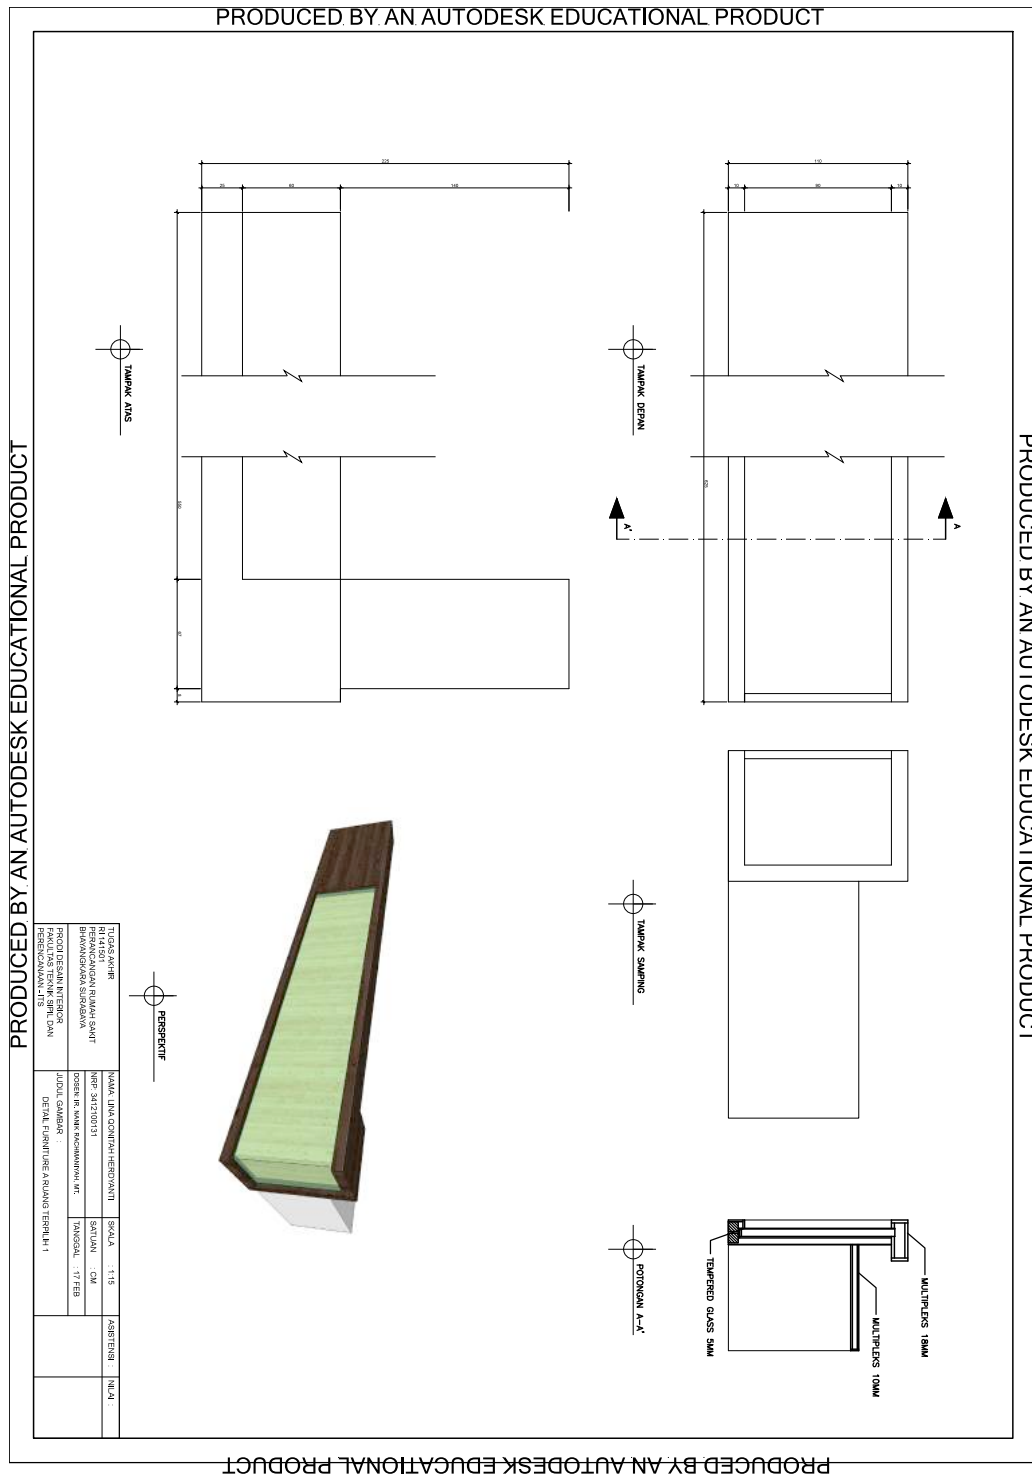 PRODUCED BY AN AUTODESK EDUCATIONAL PRODUCT
PRODUCED BY AN AUTODESK EDUCATIONAL PRODUCT
PRODUCED BY AN AUTODESK EDUCATIONAL PRODUCT
PRODUCED BY AN AUTODESK EDUCATIONAL PRODUCT
110
10
90
10
625
A
A'
TAMPAK DEPAN
TAMPAK SAMPING
MULTIPLEKS 18MM
MULTIPLEKS 10MM
TEMPERED GLASS 5MM
POTONGAN A-A'
225
25
60
140
TAMPAK ATAS
PERSPEKTIF
TUGAS AKHIR
RI 141501
PERANCANGAN RUMAH SAKIT
BHAYANGKARA SURABAYA
PRODI DESAIN INTERIOR
FAKULTAS TEKNIK SIPIL DAN
PERENCANAAN - ITS
NAMA: LINA QONITAH HERDYANTI
NRP: 3412100131
DOSEN: IR. NANIK RACHMANIYAH, MT.
JUDUL GAMBAR :
DETAIL FURNITURE A RUANG TERPILIH 1
SKALA : 1:15
SATUAN : CM
TANGGAL : 17 FEB
ASISTENSI :
NILAI :